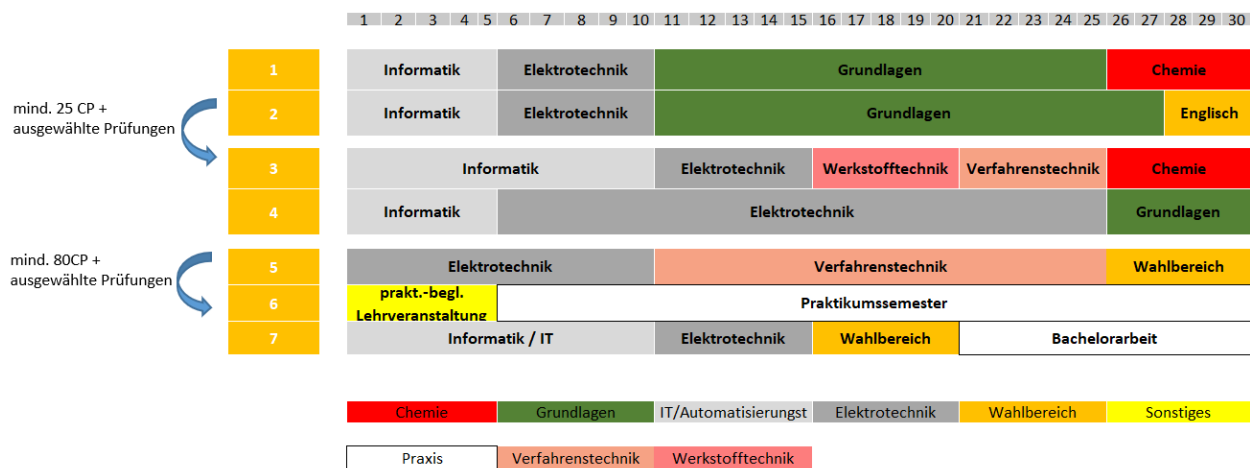 1 2 3 4 5 6 7 8 9 10 11 12 13 14 15 16 17 18 19 20 21 22 23 24 25 26 27 28 29 30
1 Informatik Elektrotechnik Grundlagen Chemie
mind. 25 CP +
ausgewählte Prüfungen
2 Informatik Elektrotechnik Grundlagen Englisch
3 Informatik Elektrotechnik Werkstofftechnik Verfahrenstechnik Chemie
4 Informatik Elektrotechnik Grundlagen
mind. 80CP +
ausgewählte Prüfungen
5 Elektrotechnik Verfahrenstechnik Wahlbereich
6 prakt.-begl.
Lehrveranstaltung
Praktikumssemester
7 Informatik / IT Elektrotechnik Wahlbereich Bachelorarbeit
Chemie Grundlagen IT/Automatisierungst Elektrotechnik Wahlbereich Sonstiges
Praxis Verfahrenstechnik Werkstofftechnik